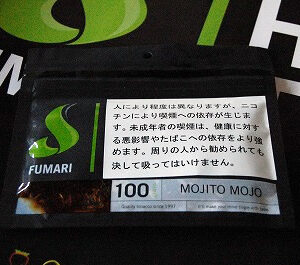 人により程度は異なりますが、ニコ
チンにより喫煙への依存が生じま
す。未成年者の喫煙は、健康に対す
る悪影響やたばこへの依存をより強
めます。周りの人から勧められても
決して吸ってはいけません。
FUMARI
100
MOJITO MOJO
Quality tobacco since 1997